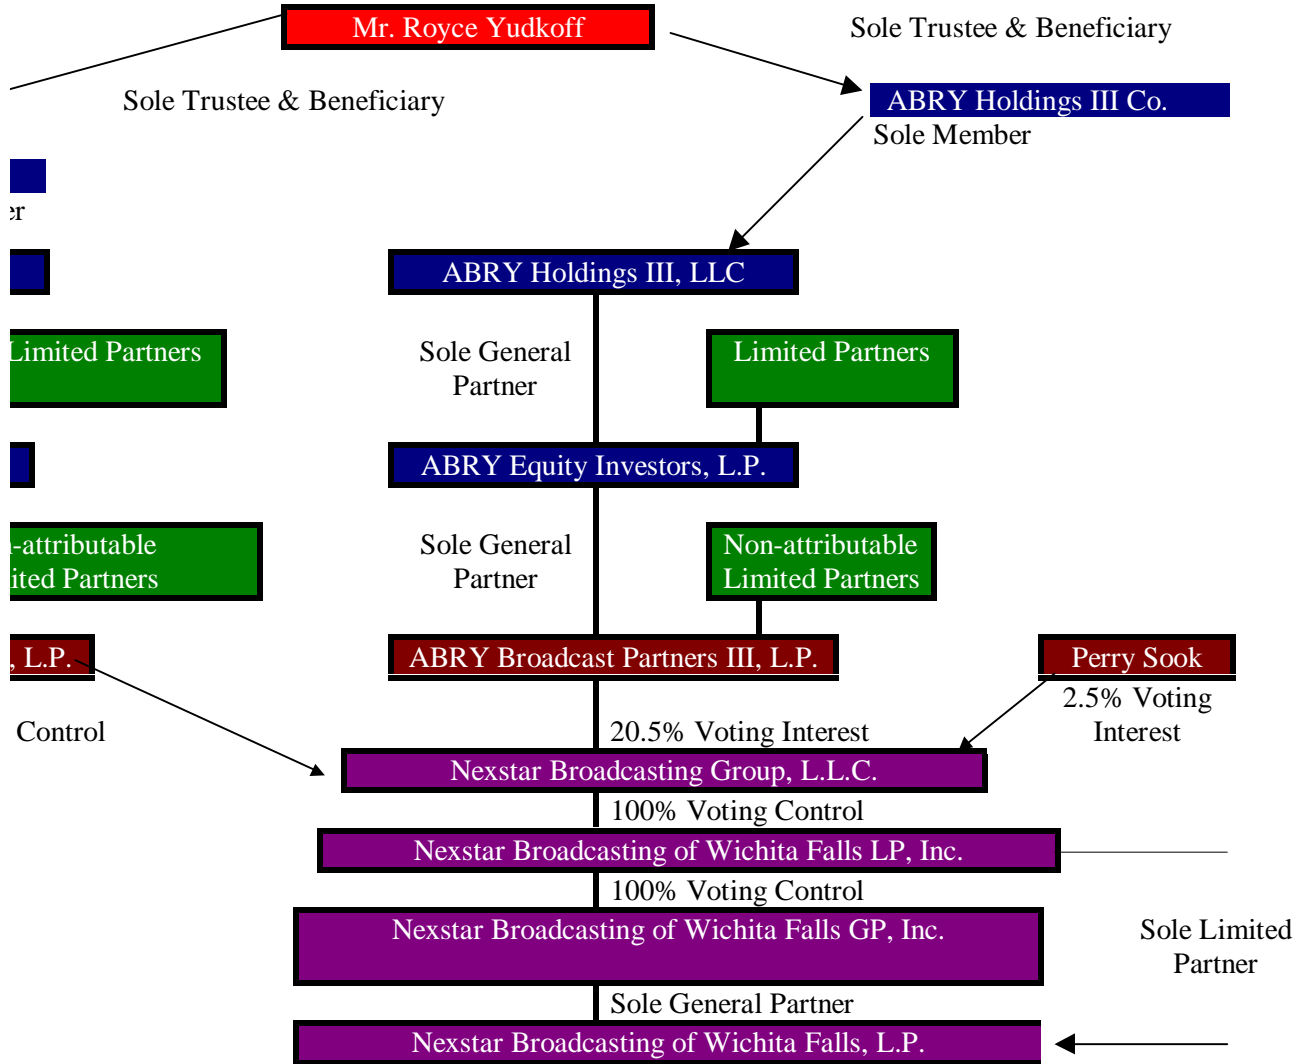 Mr. Royce Yudkoff
Sole Trustee & Beneficiary
Sole Trustee & Beneficiary
ABRY Holdings III Co.
Sole Member
er
ABRY Holdings III, LLC
Limited Partners
Sole General
Partner
Limited Partners
ABRY Equity Investors, L.P.
-attributable
ited Partners
Sole General
Partner
Non-attributable
Limited Partners
, L.P.
ABRY Broadcast Partners III, L.P.
Perry Sook
2.5% Voting
Interest
Control
20.5% Voting Interest
Nexstar Broadcasting Group, L.L.C.
100% Voting Control
Nexstar Broadcasting of Wichita Falls LP, Inc.
100% Voting Control
Nexstar Broadcasting of Wichita Falls GP, Inc.
Sole Limited
Partner
Sole General Partner
Nexstar Broadcasting of Wichita Falls, L.P.